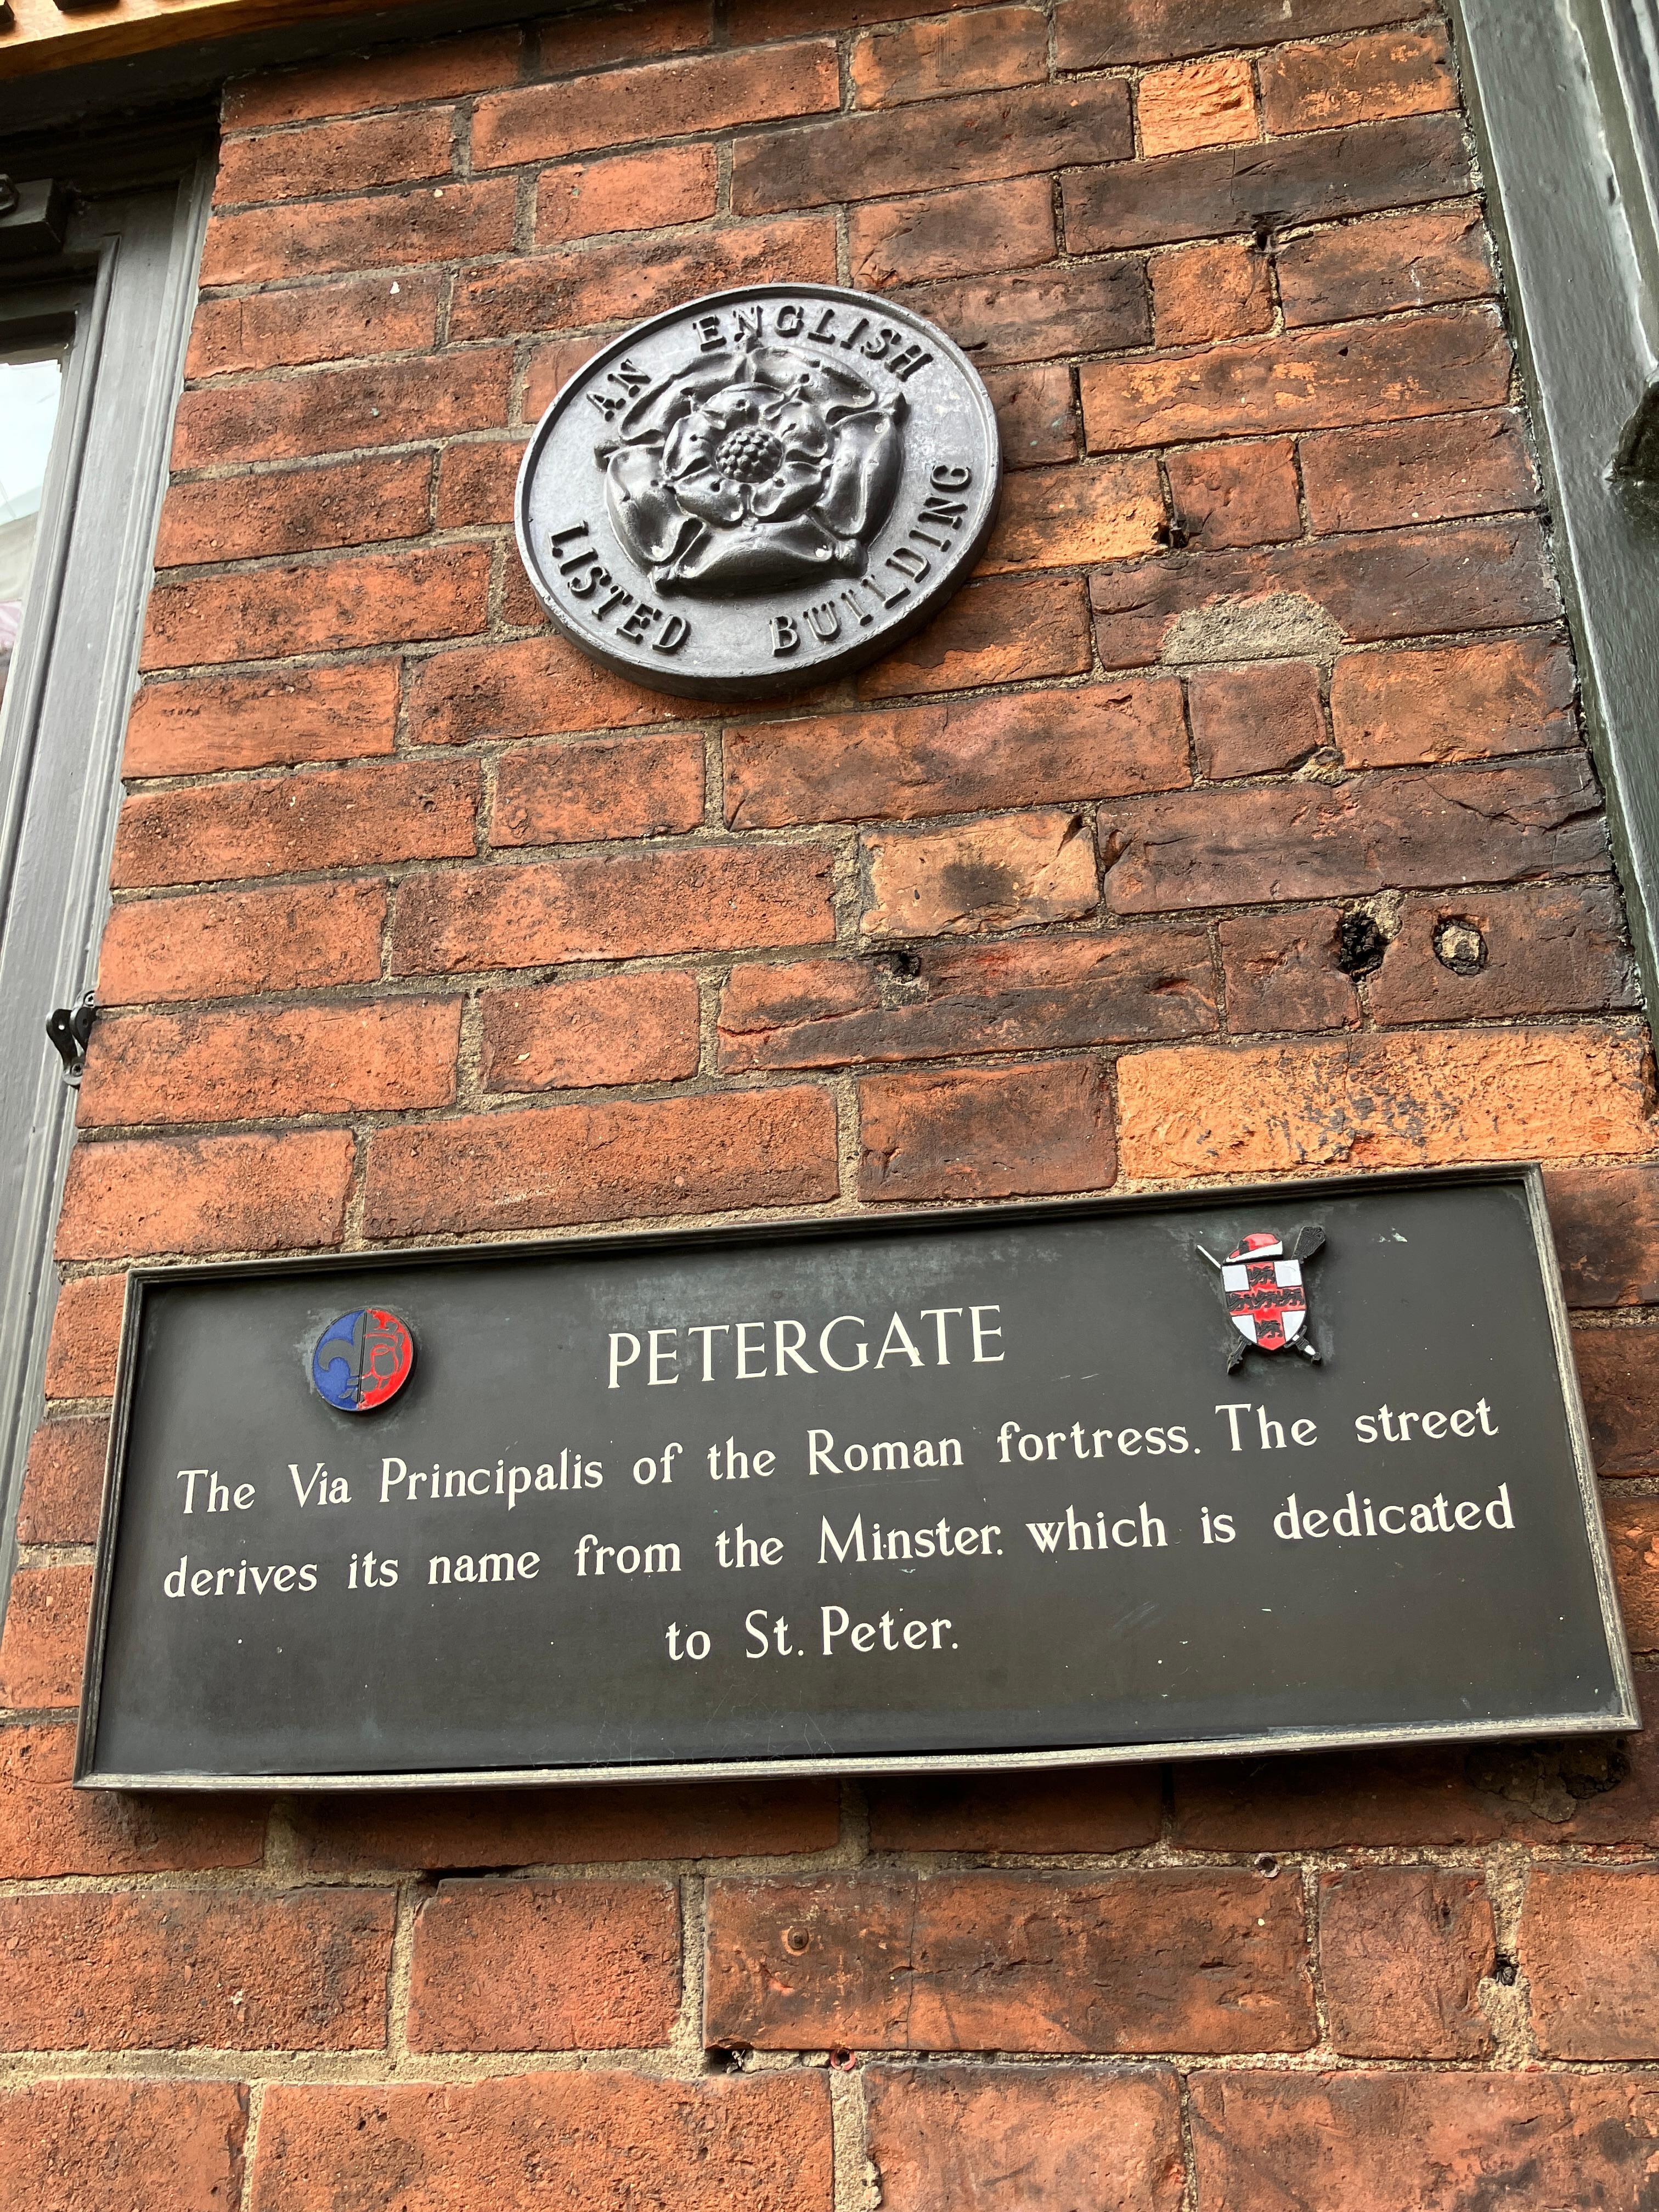 AN ENGLISH
LISTED BUILDING
PETERGATE
The Via Principalis of the Roman fortress. The street
derives its name from the Minster. which is dedicated
to St. Peter.